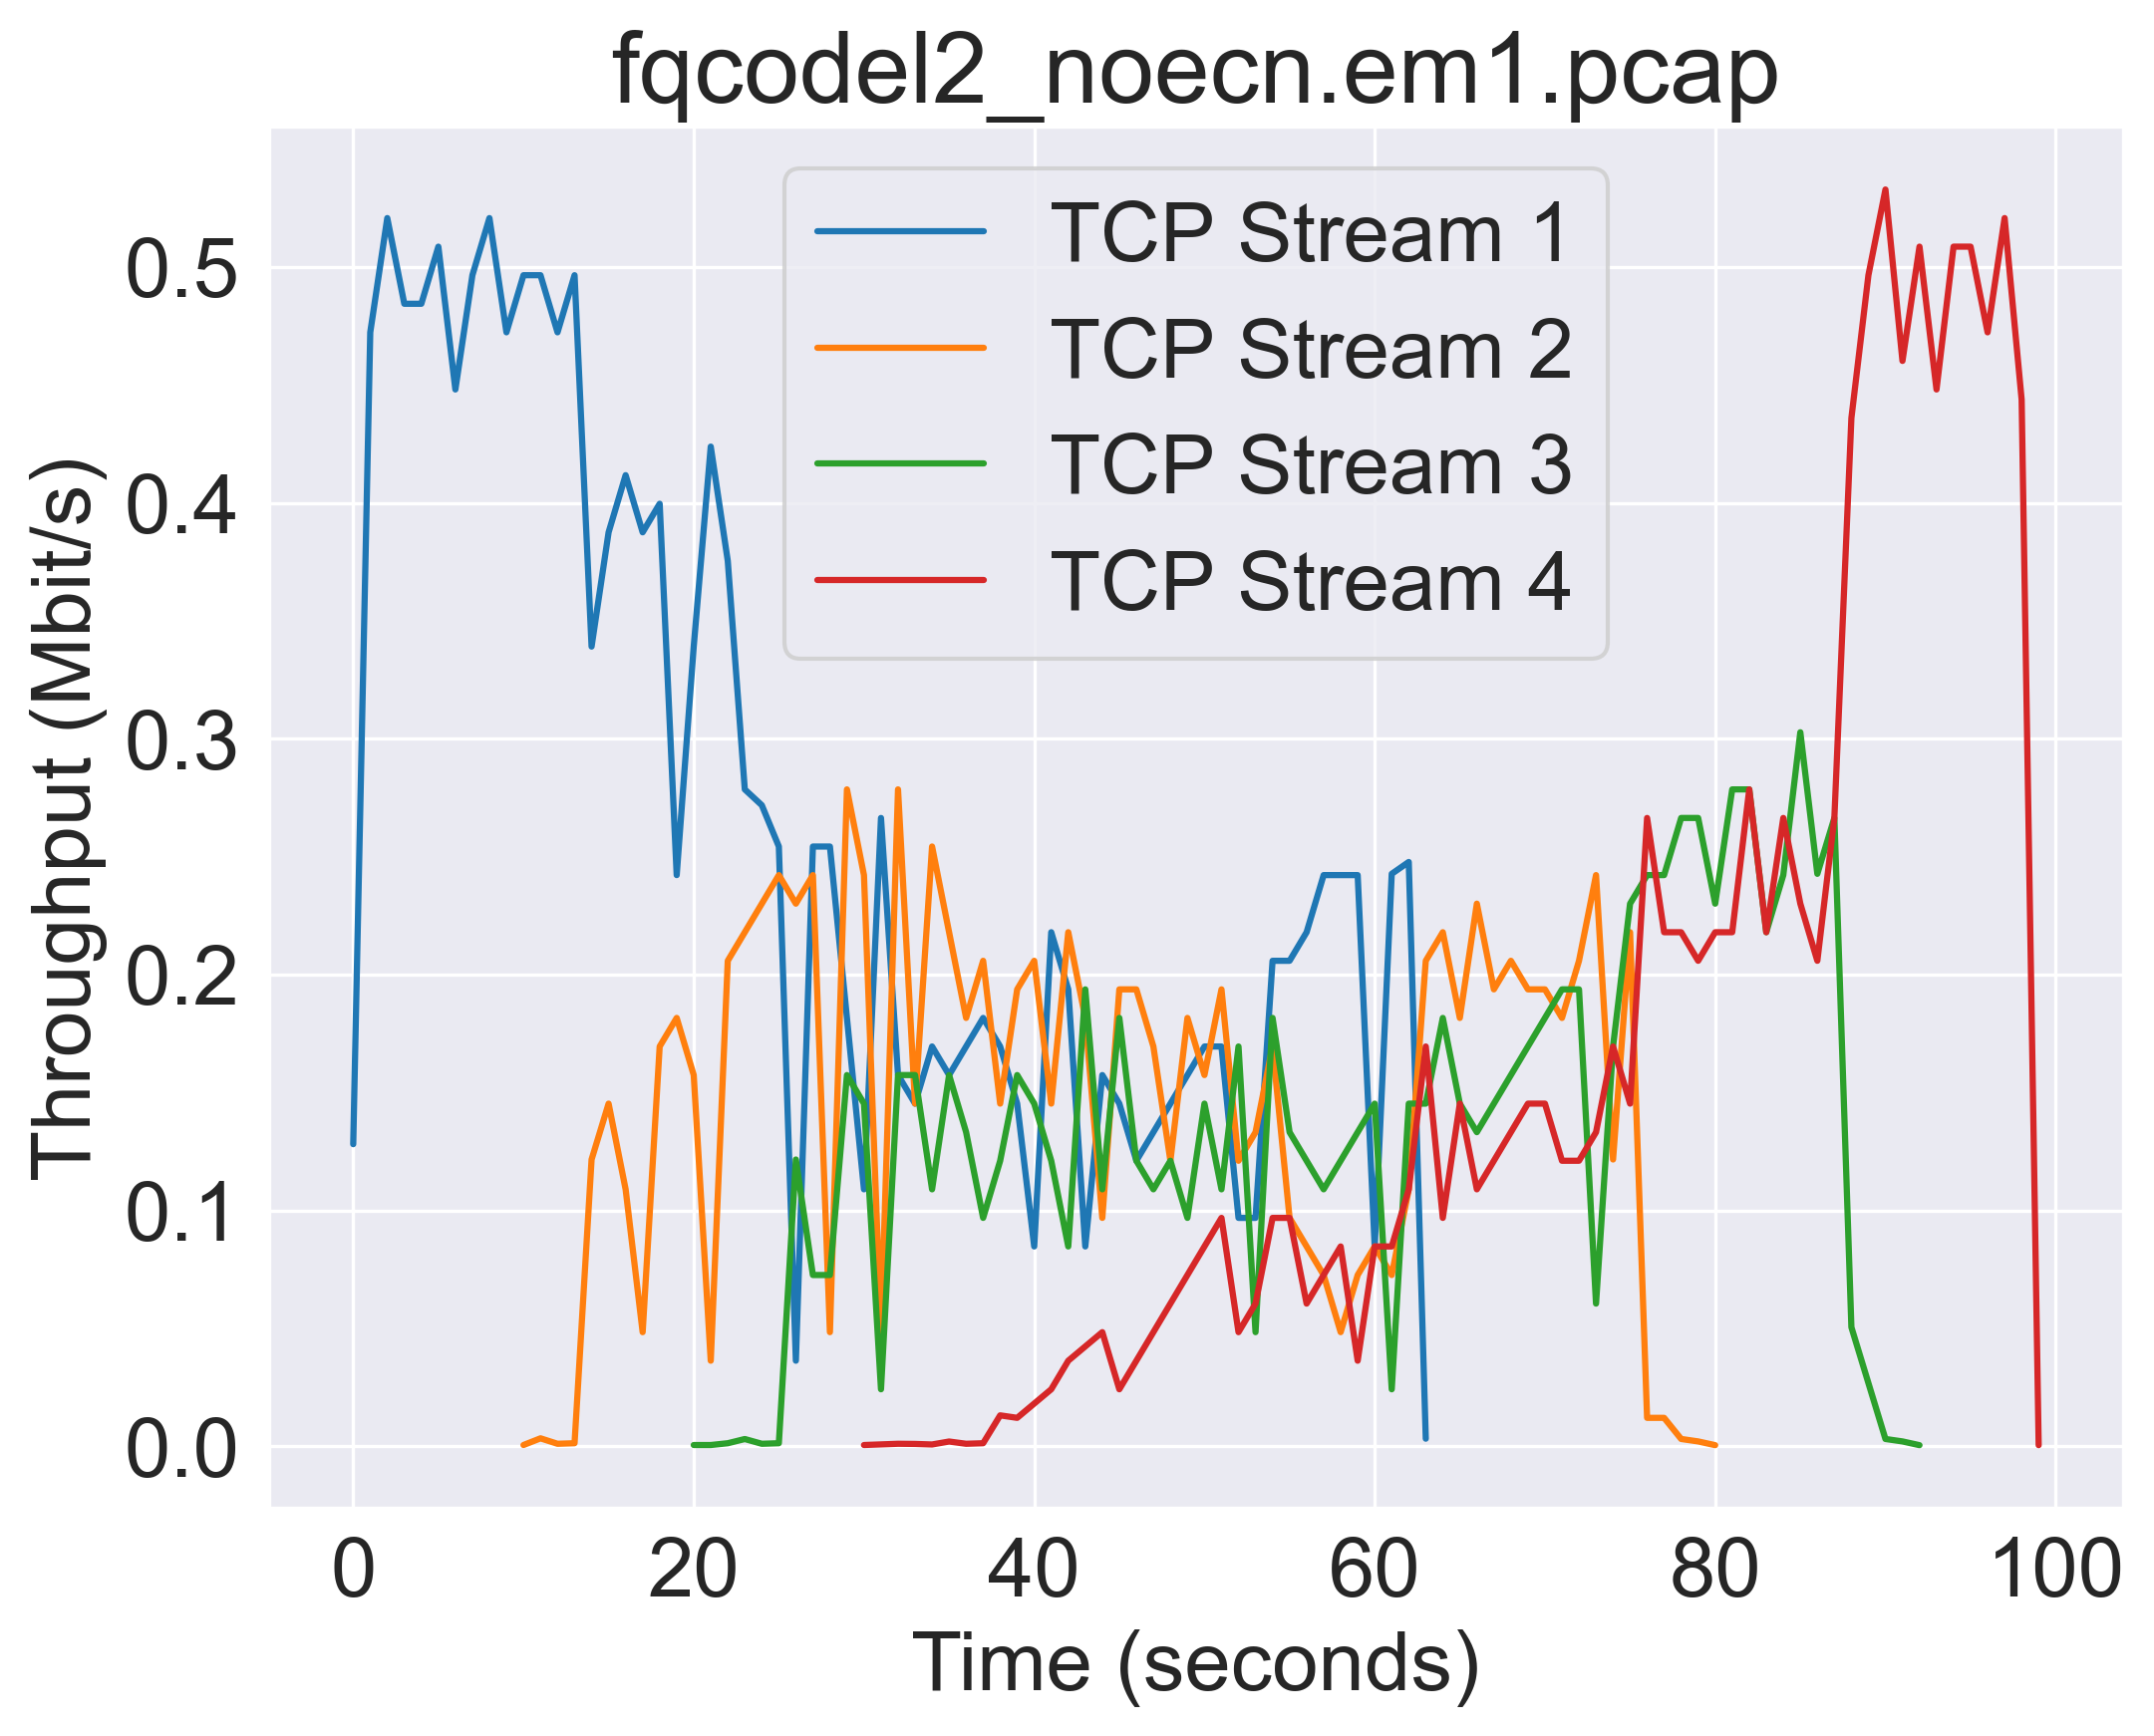 fqcodel2_noecn.em1.pcap
TCP Stream 1
TCP Stream 2
TCP Stream 3
TCP Stream 4
Throughput (Mbit/s)
0.5
0.4
0.3
0.2
0.1
0.0
0 20 40 60 80 100
Time (seconds)